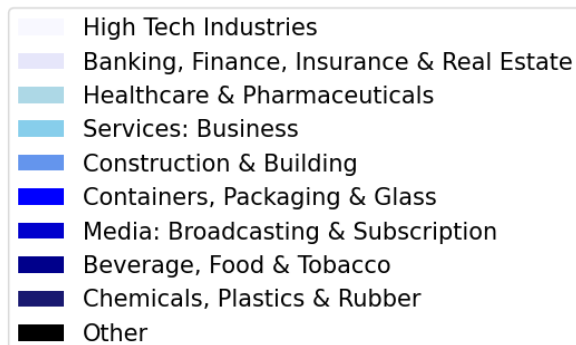 High Tech Industries
Banking, Finance, Insurance & Real Estate
Healthcare & Pharmaceuticals
Services: Business
Construction & Building
Containers, Packaging & Glass
Media: Broadcasting & Subscription
Beverage, Food & Tobacco
Chemicals, Plastics & Rubber
Other